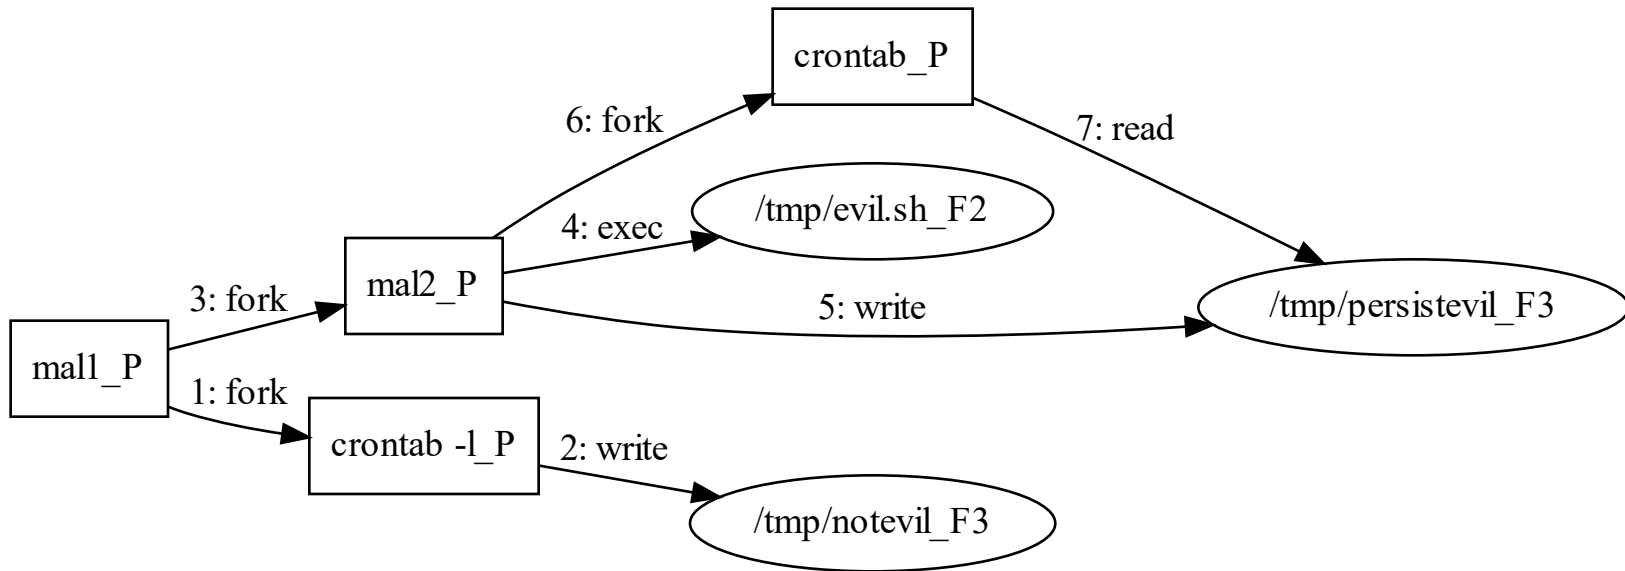 crontab_P
6: fork
7: read
/tmp/evil.sh_F2
4: exec
mal2_P
3: fork
5: write
/tmp/persistevil_F3
mal1_P
1: fork
crontab -l_P
2: write
/tmp/notevil_F3